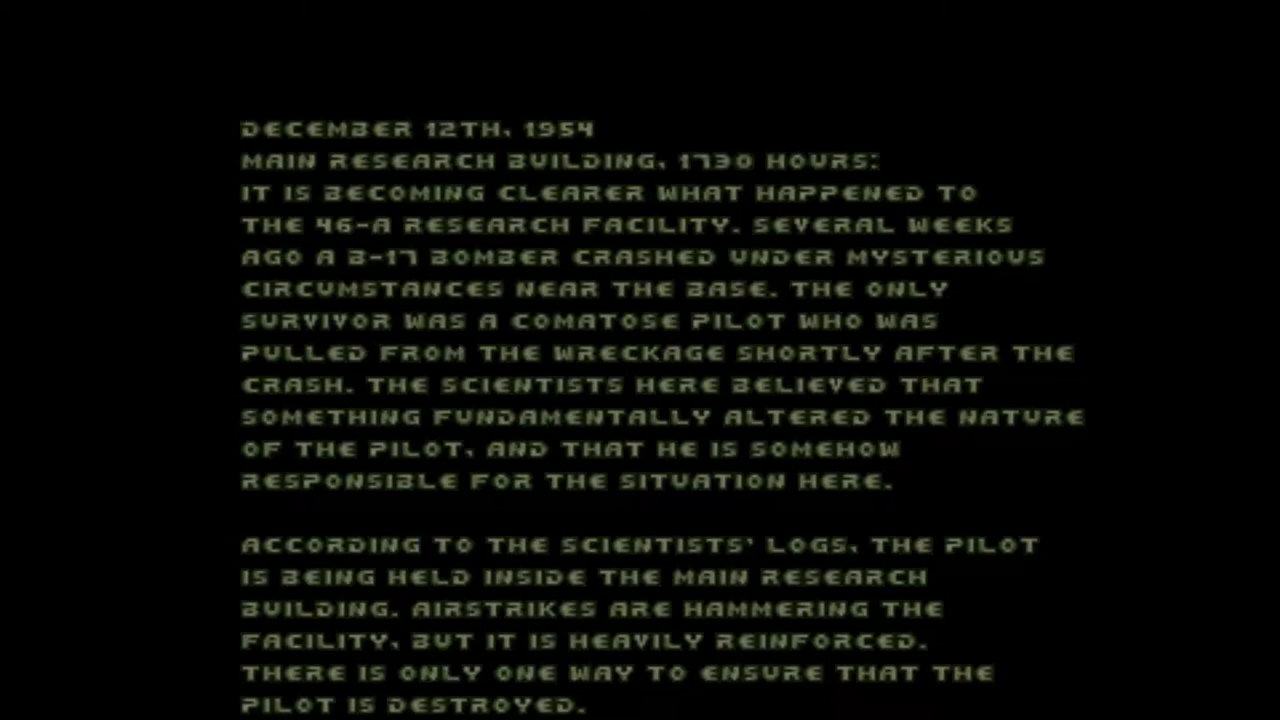 DECEMBER 12TH, 1954
MAIN RESEARCH BUILDING, 1730 HOURS:
IT IS BECOMING CLEARER WHAT HAPPENED TO
THE 46-A RESEARCH FACILITY. SEVERAL WEEKS
AGO A B-17 BOMBER CRASHED UNDER MYSTERIOUS
CIRCUMSTANCES NEAR THE BASE. THE ONLY
SURVIVOR WAS A COMATOSE PILOT WHO WAS
PULLED FROM THE WRECKAGE SHORTLY AFTER THE
CRASH. THE SCIENTISTS HERE BELIEVED THAT
SOMETHING FUNDAMENTALLY ALTERED THE NATURE
OF THE PILOT, AND THAT HE IS SOMEHOW
RESPONSIBLE FOR THE SITUATION HERE.
ACCORDING TO THE SCIENTISTS' LOGS, THE PILOT
IS BEING HELD INSIDE THE MAIN RESEARCH
BUILDING. AIRSTRIKES ARE HAMMERING THE
FACILITY, BUT IT IS HEAVILY REINFORCED.
THERE IS ONLY ONE WAY TO ENSURE THAT THE
PILOT IS DESTROYED.